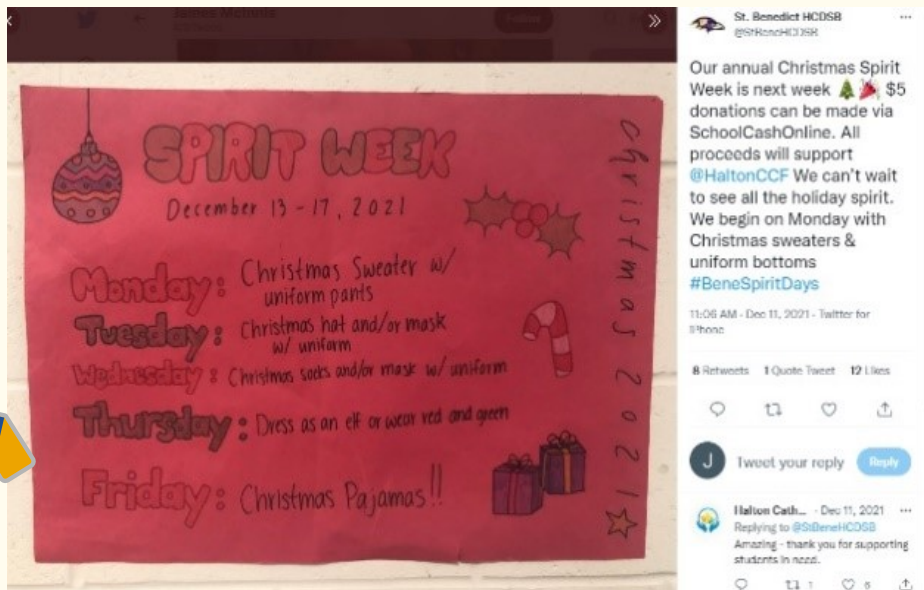 SPIRIT WEEK
December 13-17, 2021
Monday: Christmas Sweater w/
uniform pants
Tuesday: Christmas hat and/or mask
w/ uniform
Wednesday: Christmas socks and/or mask w/ uniform
Thursday: Dress as an elf or wear red and green
Friday: Christmas Pajamas!!
christmas 2021
Follow
St. Benedict HCDSB
@StBeneHCDSB
Our annual Christmas Spirit
Week is next week 🎄🎉 $5
donations can be made via
SchoolCashOnline. All
proceeds will support
@HaltonCCF We can't wait
to see all the holiday spirit.
We begin on Monday with
Christmas sweaters &
uniform bottoms
#BeneSpiritDays
11:06 AM · Dec 11, 2021 · Twitter for
iPhone
8 Retweets 1 Quote Tweet 12 Likes
J
Tweet your reply
Reply
Halton Cath... · Dec 11, 2021
Replying to @StBeneHCDSB
Amazing - thank you for supporting
students in need.
1 6